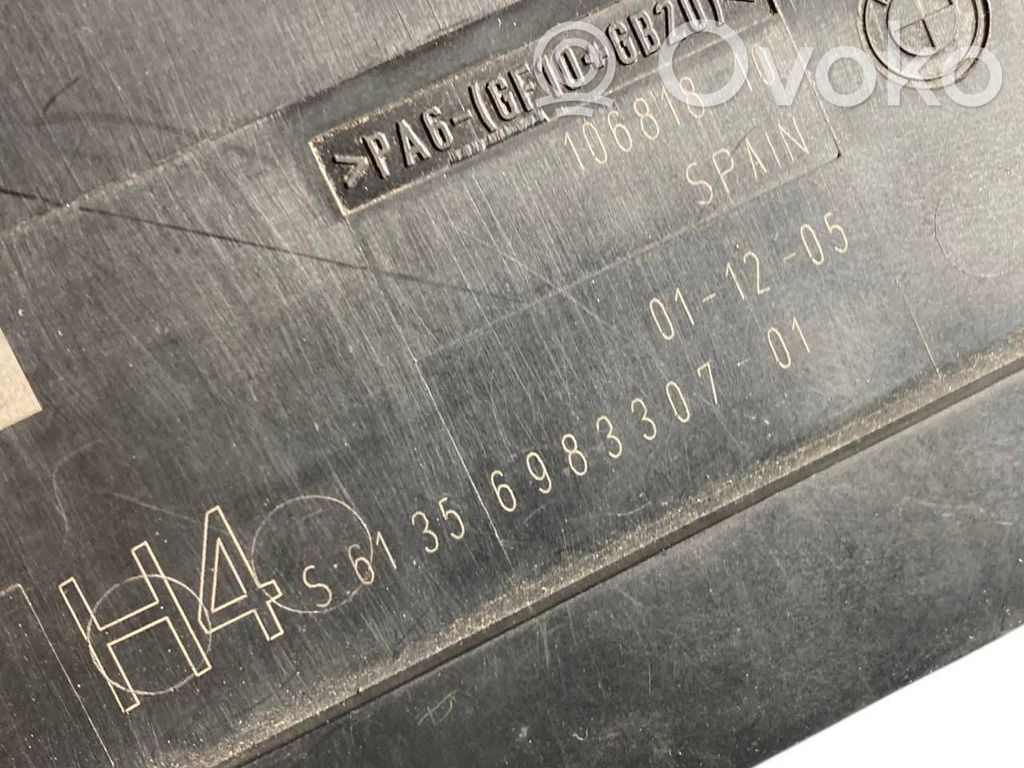 Ovoko
>PA6-(GF10+GB20)
106818
SPAIN
01-12-05
S 61.35 6983307-01
H4